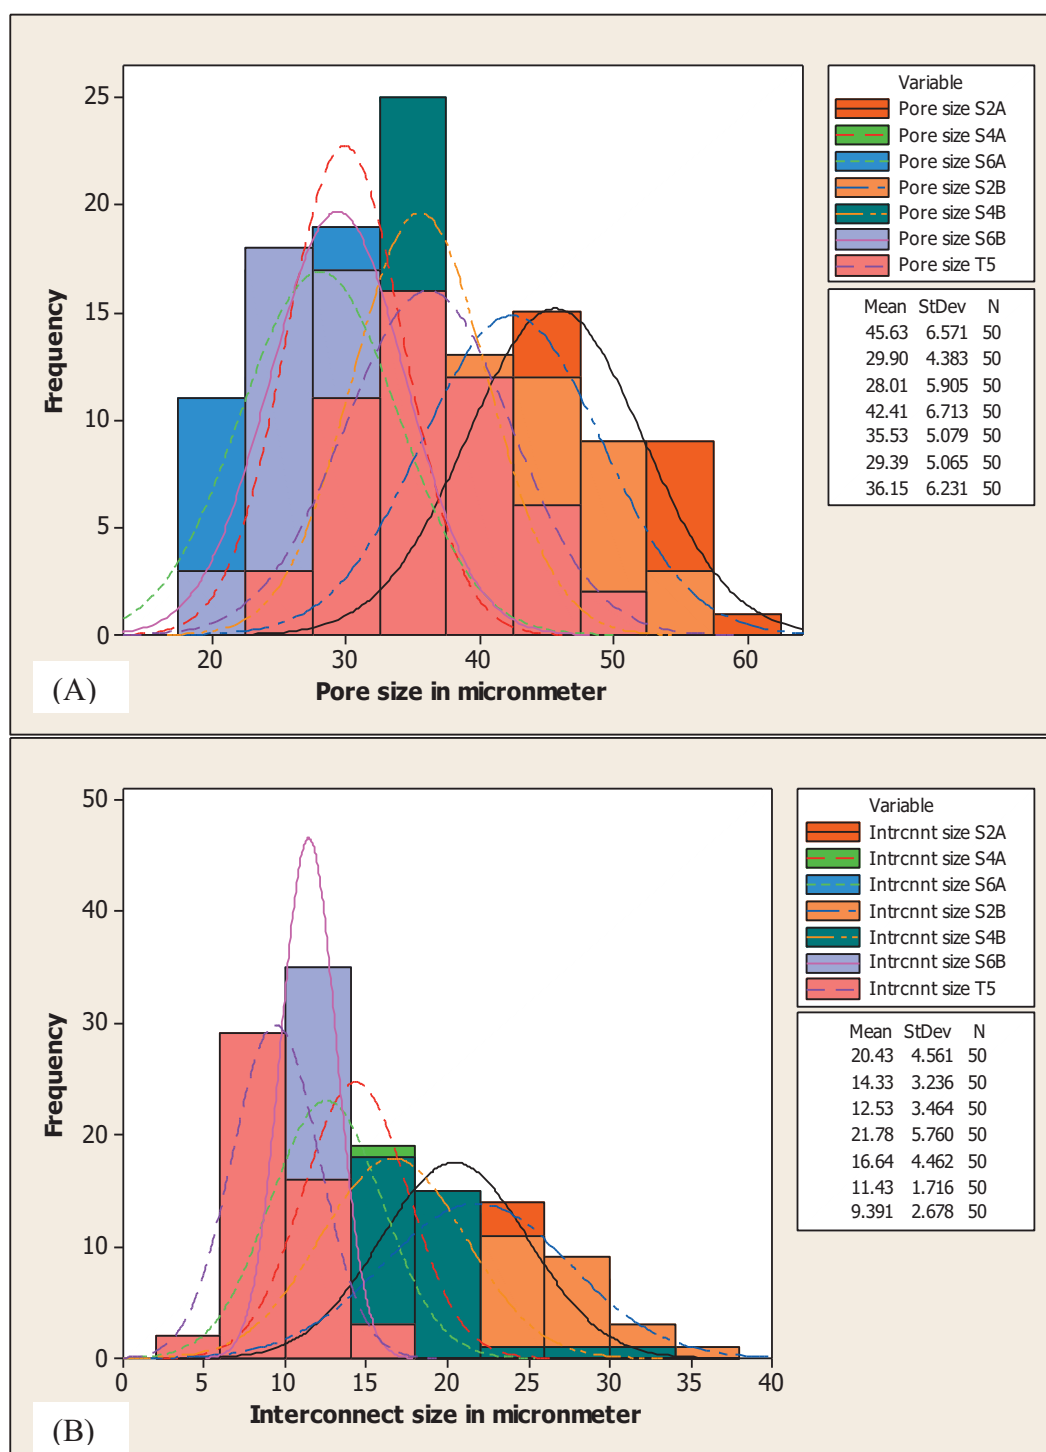 25
20
15
10
5
0
Frequency
20 30 40 50 60
Pore size in micronmeter
(A)
Variable
Pore size S2A
Pore size S4A
Pore size S6A
Pore size S2B
Pore size S4B
Pore size S6B
Pore size T5
Mean StDev N
45.63 6.571 50
29.90 4.383 50
28.01 5.905 50
42.41 6.713 50
35.53 5.079 50
29.39 5.065 50
36.15 6.231 50
50
40
30
20
10
0
Frequency
0 5 10 15 20 25 30 35 40
Interconnect size in micronmeter
(B)
Variable
Intrcnnt size S2A
Intrcnnt size S4A
Intrcnnt size S6A
Intrcnnt size S2B
Intrcnnt size S4B
Intrcnnt size S6B
Intrcnnt size T5
Mean StDev N
20.43 4.561 50
14.33 3.236 50
12.53 3.464 50
21.78 5.760 50
16.64 4.462 50
11.43 1.716 50
9.391 2.678 50